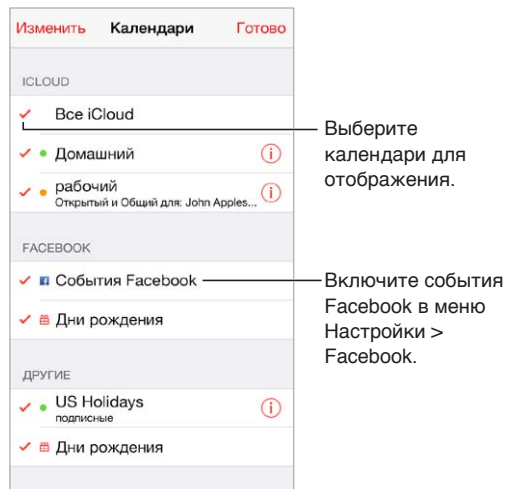 Изменить Календари Готово
ICLOUD
Все iCloud
Домашний
рабочий
Открытый и Общий для: John Apples...
FACEBOOK
События Facebook
Дни рождения
ДРУГИЕ
US Holidays
подписные
Дни рождения
Выберите
календари для
отображения.
Включите события
Facebook в меню
Настройки >
Facebook.